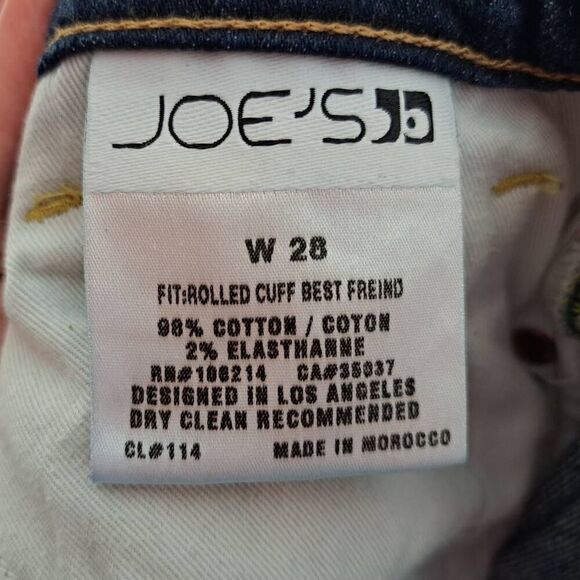 JOE'S
W 28
FIT:ROLLED CUFF BEST FREIND
98% COTTON / COTON
2% ELASTHANNE
RN#106214 CA#35037
DESIGNED IN LOS ANGELES
DRY CLEAN RECOMMENDED
CL#114 MADE IN MOROCCO